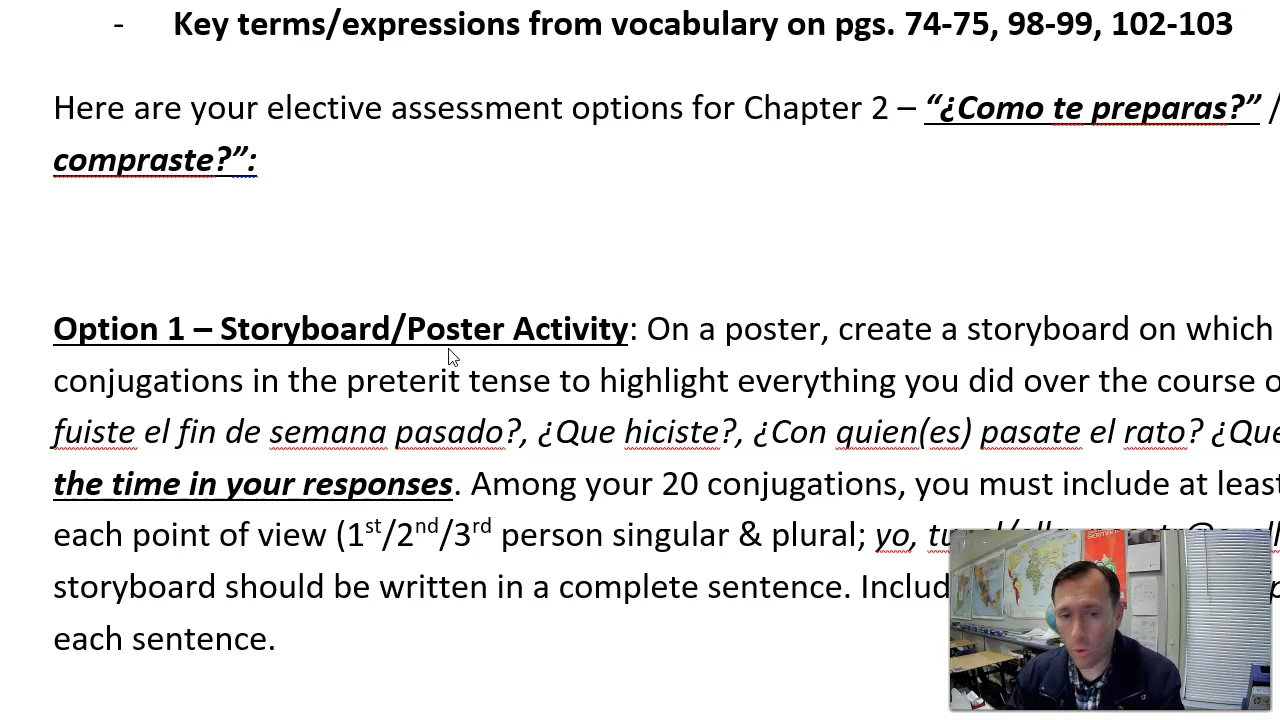 - Key terms/expressions from vocabulary on pgs. 74-75, 98-99, 102-103
Here are your elective assessment options for Chapter 2 – “¿Como te preparas?” /
compraste?”:
Option 1 – Storyboard/Poster Activity: On a poster, create a storyboard on which
conjugations in the preterit tense to highlight everything you did over the course o
fuiste el fin de semana pasado?, ¿Que hiciste?, ¿Con quien(es) pasate el rato? ¿Que
the time in your responses. Among your 20 conjugations, you must include at least
each point of view (1st/2nd/3rd person singular & plural; yo,
storyboard should be written in a complete sentence. Includ
each sentence.